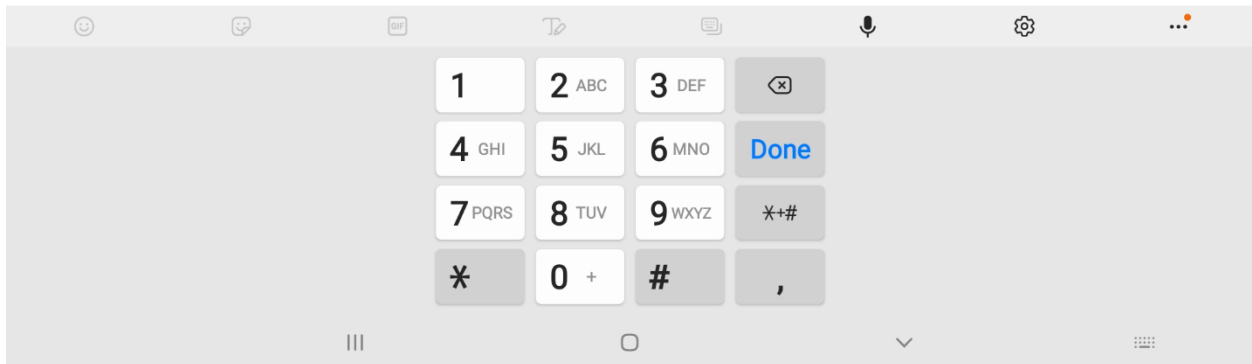 GIF
1 2 ABC 3 DEF
4 GHI 5 JKL 6 MNO Done
7 PQRS 8 TUV 9 WXYZ *+#
* 0 + # ,